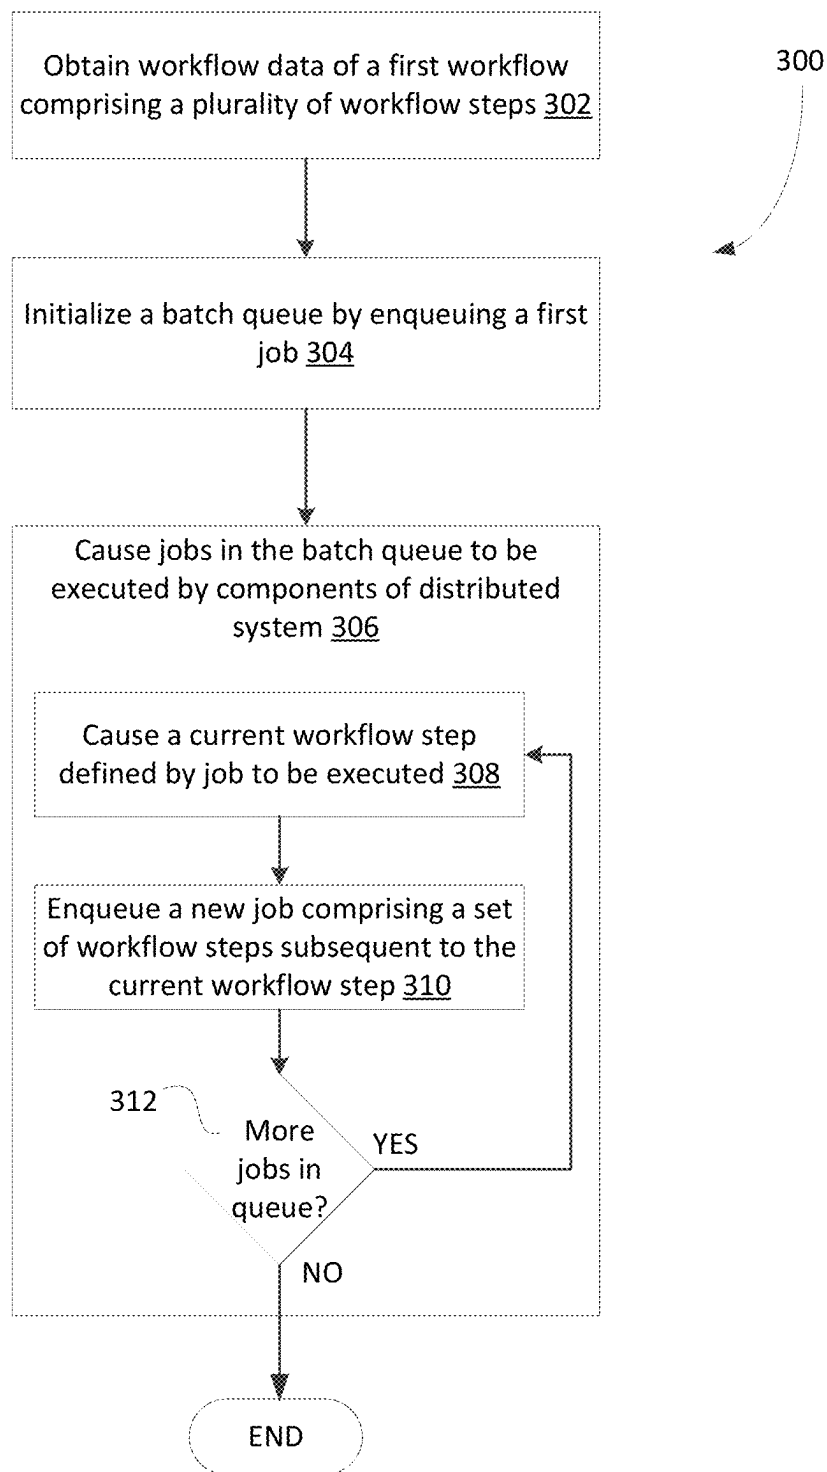 Obtain workflow data of a first workflow
comprising a plurality of workflow steps 302
300
Initialize a batch queue by enqueuing a first
job 304
Cause jobs in the batch queue to be
executed by components of distributed
system 306
Cause a current workflow step
defined by job to be executed 308
Enqueue a new job comprising a set
of workflow steps subsequent to the
current workflow step 310
312
More
jobs in
queue?
YES
NO
END